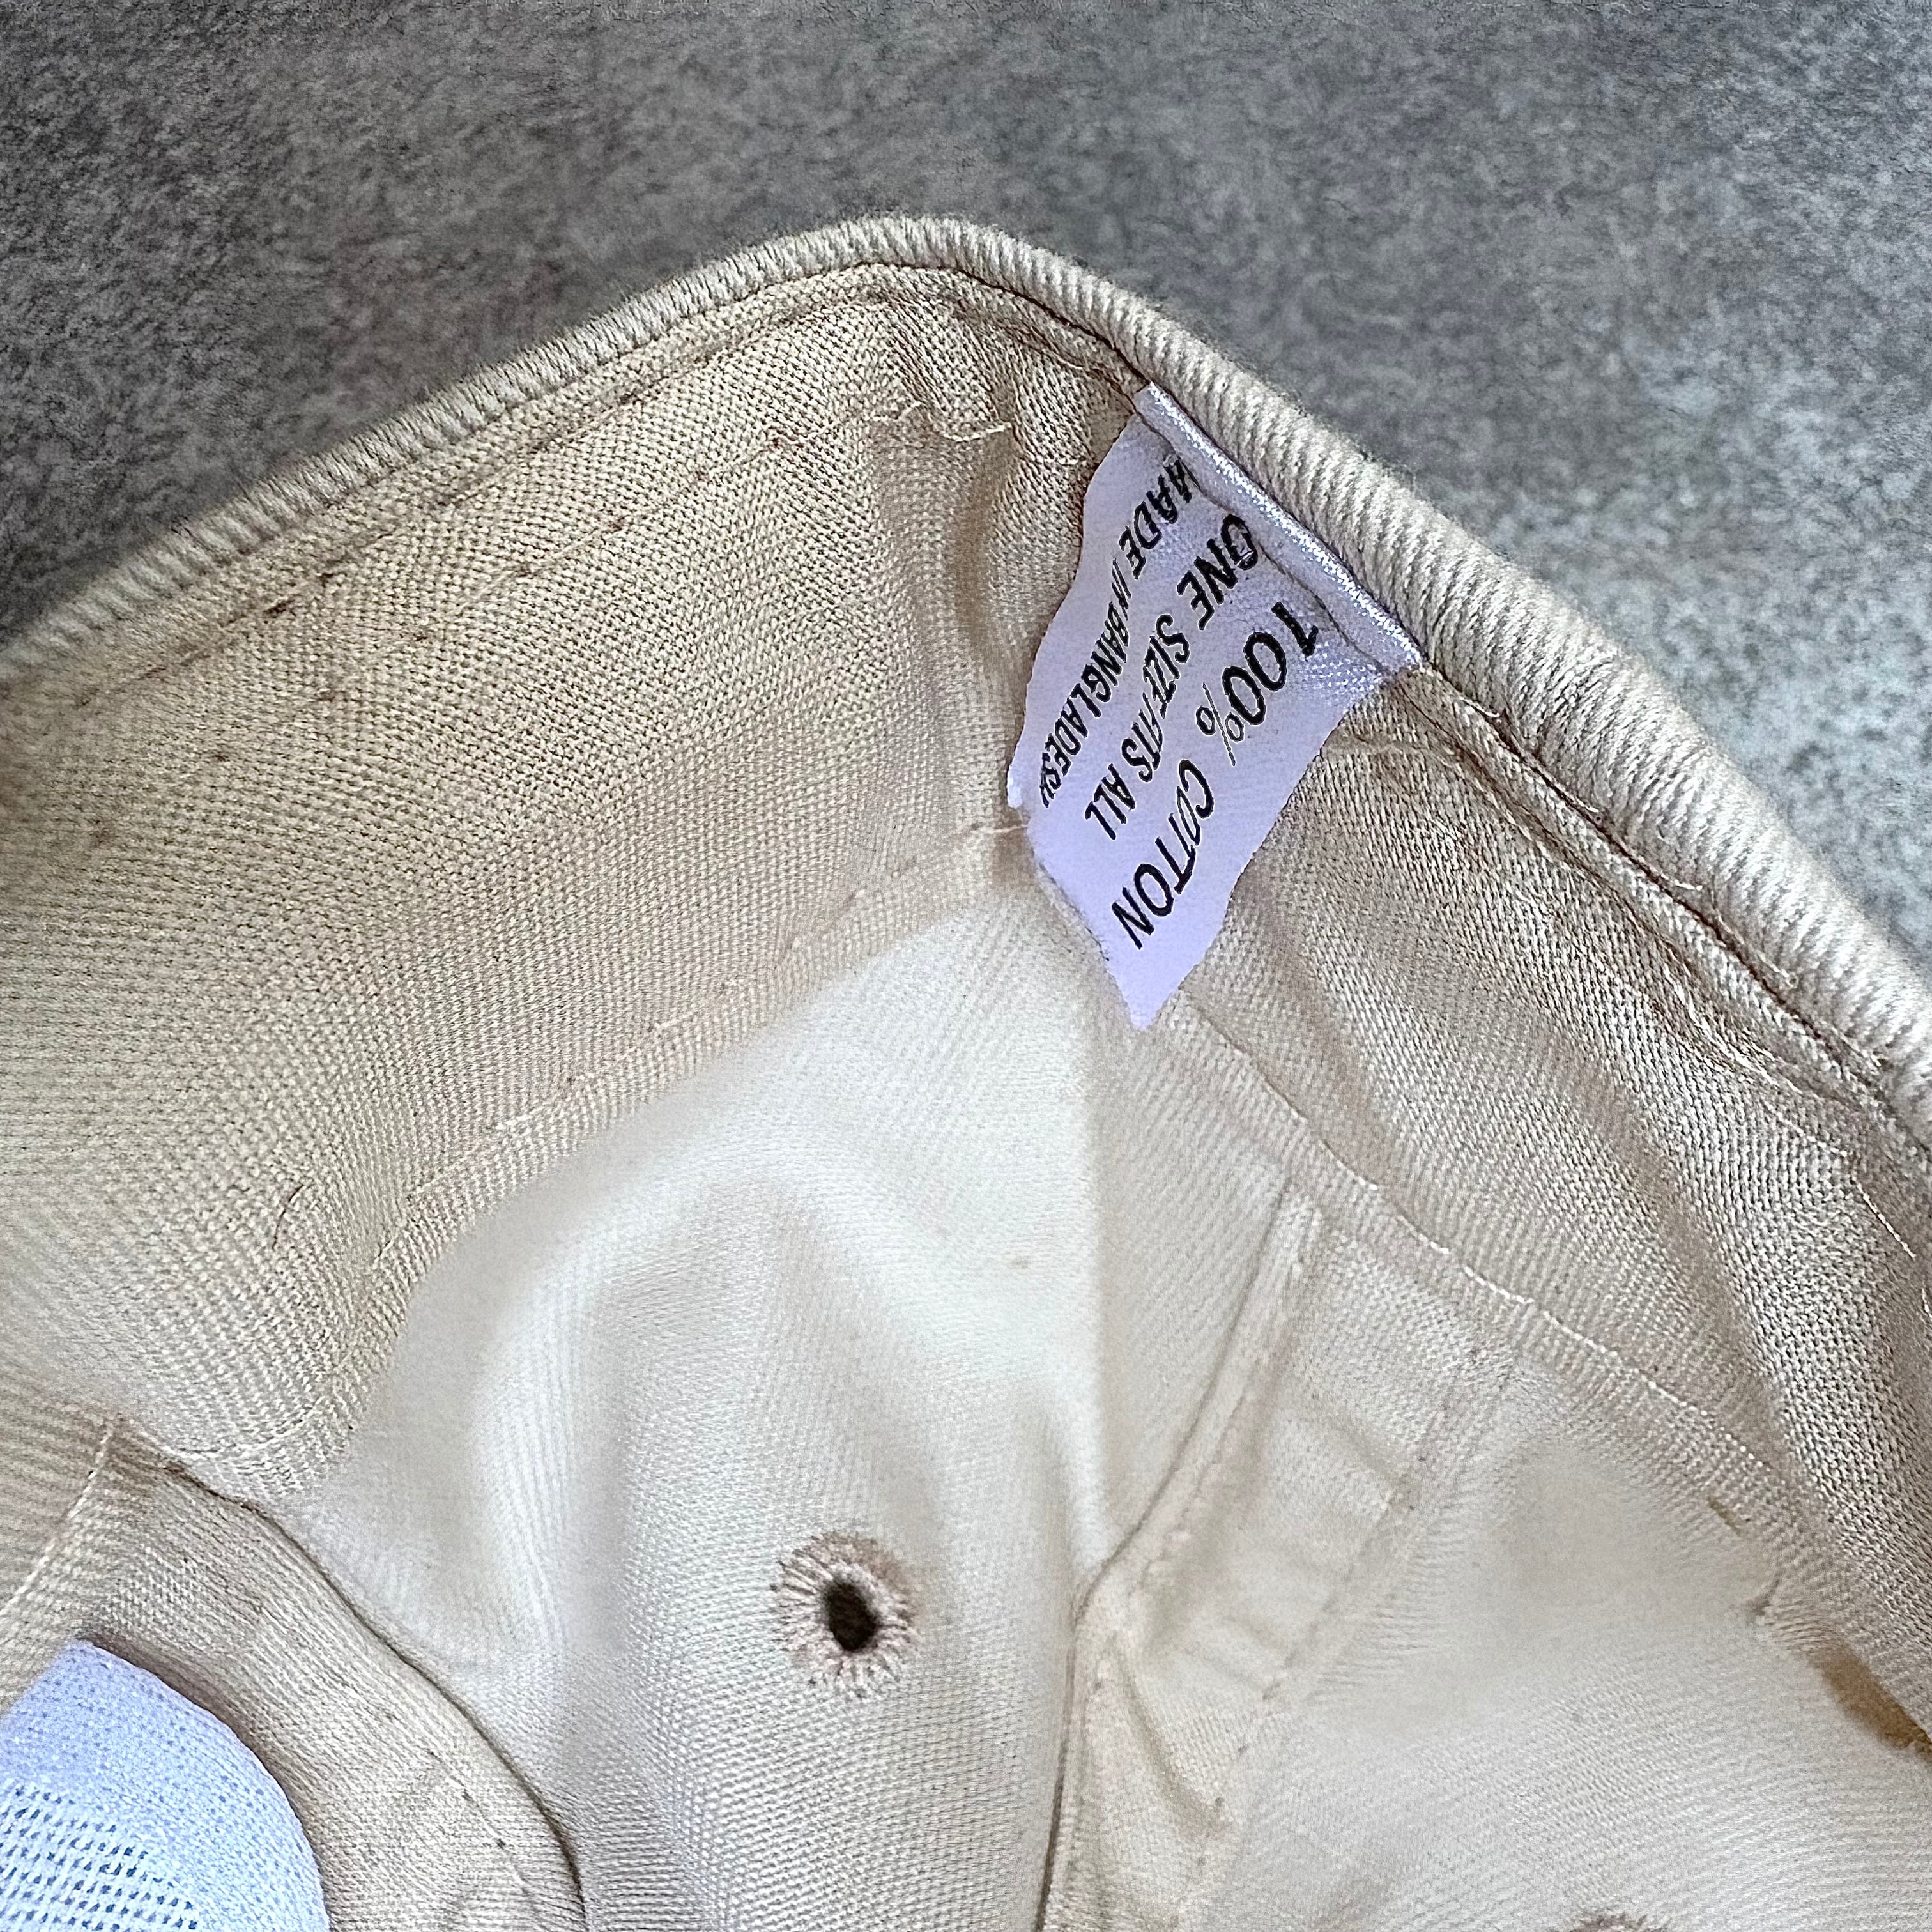 100% COTTON
ONE SIZE FITS ALL
MADE IN BANGLADESH